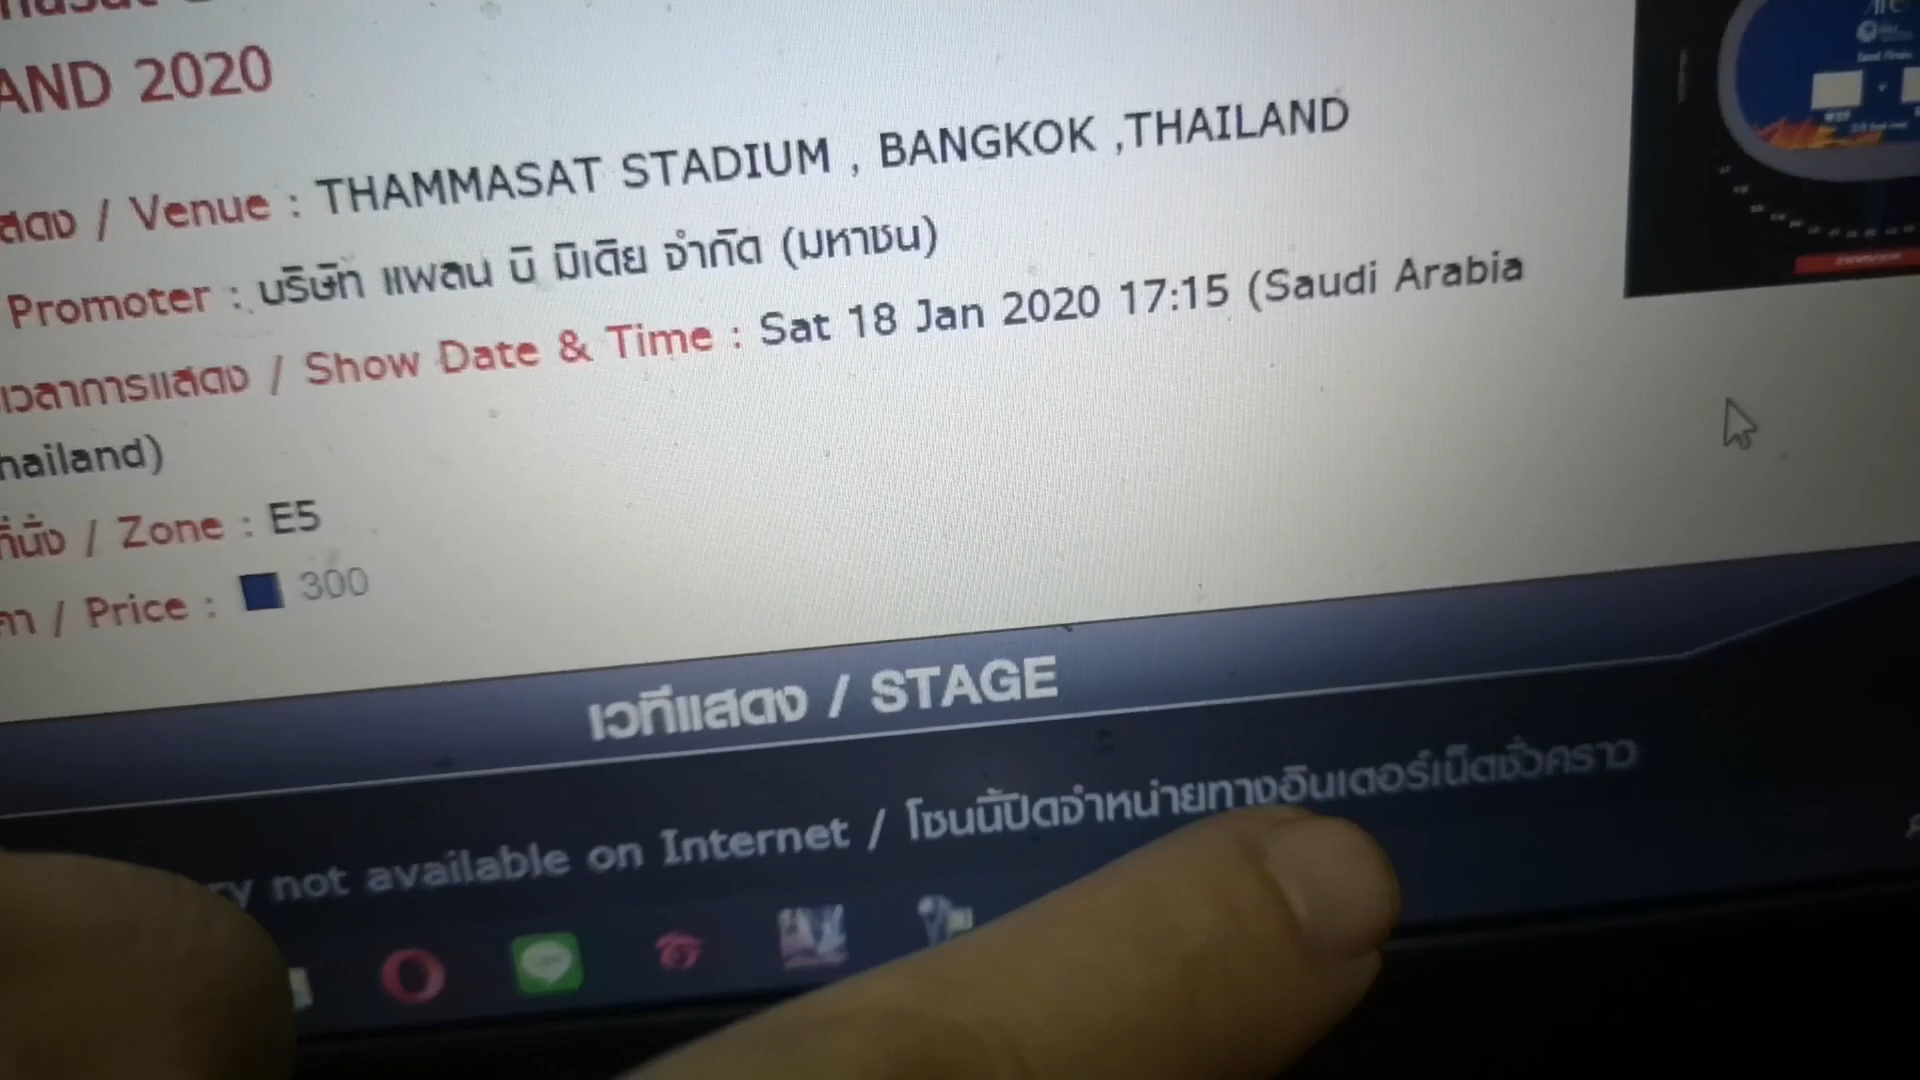 AND 2020
สดง / Venue : THAMMASAT STADIUM , BANGKOK ,THAILAND
Promoter : บริษัท แพลน บี มีเดีย จำกัด (มหาชน)
เวลาการแสดง / Show Date & Time : Sat 18 Jan 2020 17:15 (Saudi Arabia
hailand)
ที่นั่ง / Zone : E5
คา / Price : 300
เวทีแสดง / STAGE
ry not available on Internet / โซนนี้ปิดจำหน่ายทางอินเตอร์เน็ตชั่วคราว